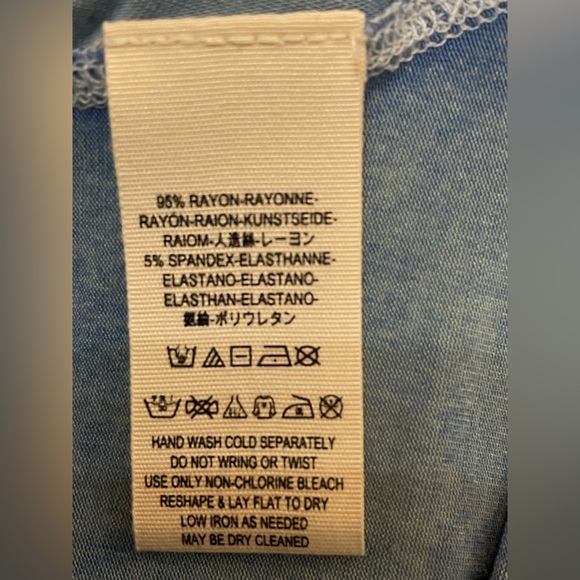 95% RAYON-RAYONNE-
RAYÓN-RAION-KUNSTSEIDE-
RAIOM-人造絲-レーヨン
5% SPANDEX-ELASTHANNE-
ELASTANO-ELASTANO-
ELASTHAN-ELASTANO-
氨綸-ポリウレタン
HAND WASH COLD SEPARATELY
DO NOT WRING OR TWIST
USE ONLY NON-CHLORINE BLEACH
RESHAPE & LAY FLAT TO DRY
LOW IRON AS NEEDED
MAY BE DRY CLEANED